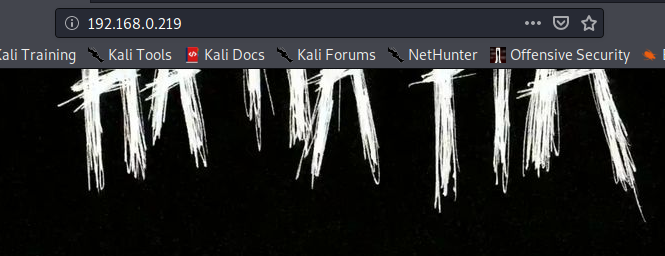 192.168.0.219
Kali Training Kali Tools Kali Docs Kali Forums NetHunter Offensive Security